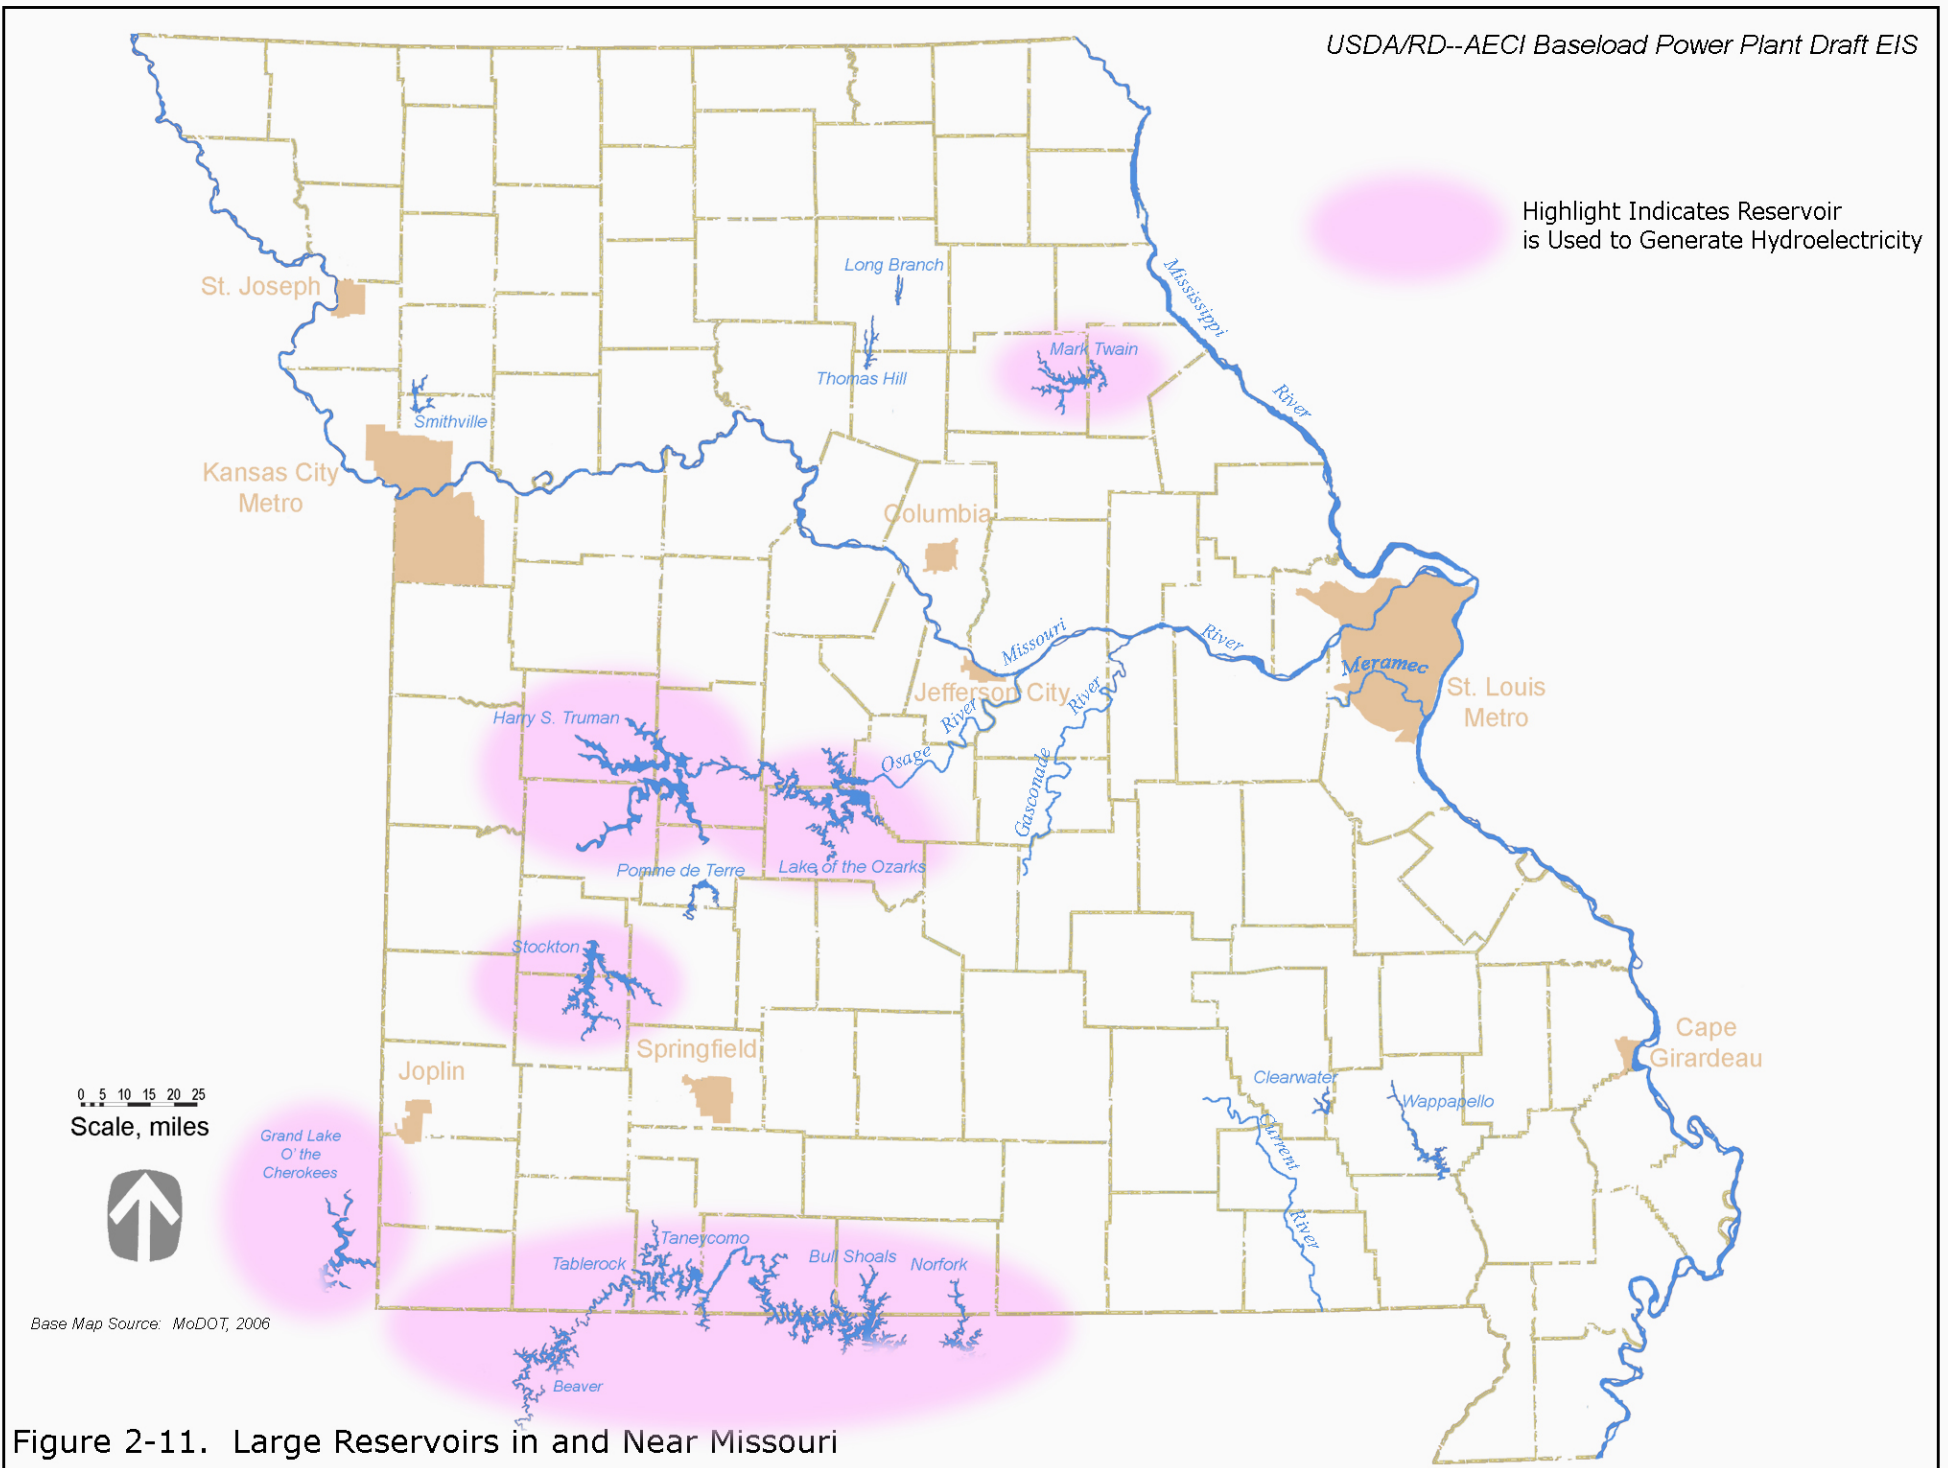 USDA/RD--AECI Baseload Power Plant Draft EIS
Highlight Indicates Reservoir
is Used to Generate Hydroelectricity
Long Branch
Mississippi
River
St. Joseph
Mark Twain
Thomas Hill
Smithville
Kansas City
Metro
Columbia
Missouri
River
Meramec
Jefferson City
St. Louis
Metro
Harry S. Truman
Osage
River
Gasconade
River
Pomme de Terre
Lake of the Ozarks
Stockton
Springfield
Cape
Girardeau
Joplin
Clearwater
Wappapello
0 5 10 15 20 25
Scale, miles
Current
River
Grand Lake
O' the
Cherokees
Taneycomo
Tablerock
Bull Shoals
Norfork
Base Map Source: MoDOT, 2006
Beaver
Figure 2-11. Large Reservoirs in and Near Missouri